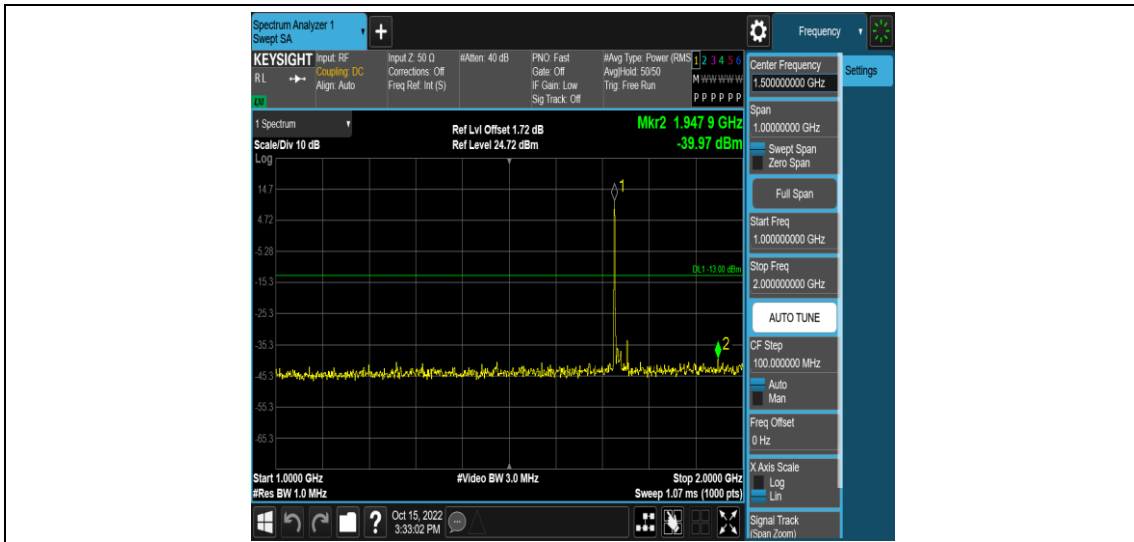 Spectrum Analyzer 1
Swept SA
+
Frequency
KEYSIGHT
RL
Input: RF
Coupling: DC
Align: Auto
Input Z: 50 Ω
Corrections: Off
Freq Ref: Int (S)
#Atten: 40 dB
PNO: Fast
Gate: Off
IF Gain: Low
Sig Track: Off
#Avg Type: Power (RMS
Avg|Hold: 50/50
Trig: Free Run
1 2 3 4 5 6
M W W W W W
P P P P P P
1 Spectrum
Scale/Div 10 dB
Log
Ref Lvl Offset 1.72 dB
Ref Level 24.72 dBm
Mkr2 1.947 9 GHz
-39.97 dBm
14.7
4.72
-5.28
-15.3
-25.3
-35.3
-45.3
-55.3
-65.3
1
DL1 -13.00 dBm
2
Start 1.0000 GHz
#Res BW 1.0 MHz
#Video BW 3.0 MHz
Stop 2.0000 GHz
Sweep 1.07 ms (1000 pts)
?
Oct 15, 2022
3:33:02 PM
Center Frequency
1.500000000 GHz
Settings
Span
1.00000000 GHz
Swept Span
Zero Span
Full Span
Start Freq
1.000000000 GHz
Stop Freq
2.000000000 GHz
AUTO TUNE
CF Step
100.000000 MHz
Auto
Man
Freq Offset
0 Hz
X Axis Scale
Log
Lin
Signal Track
(Span Zoom)